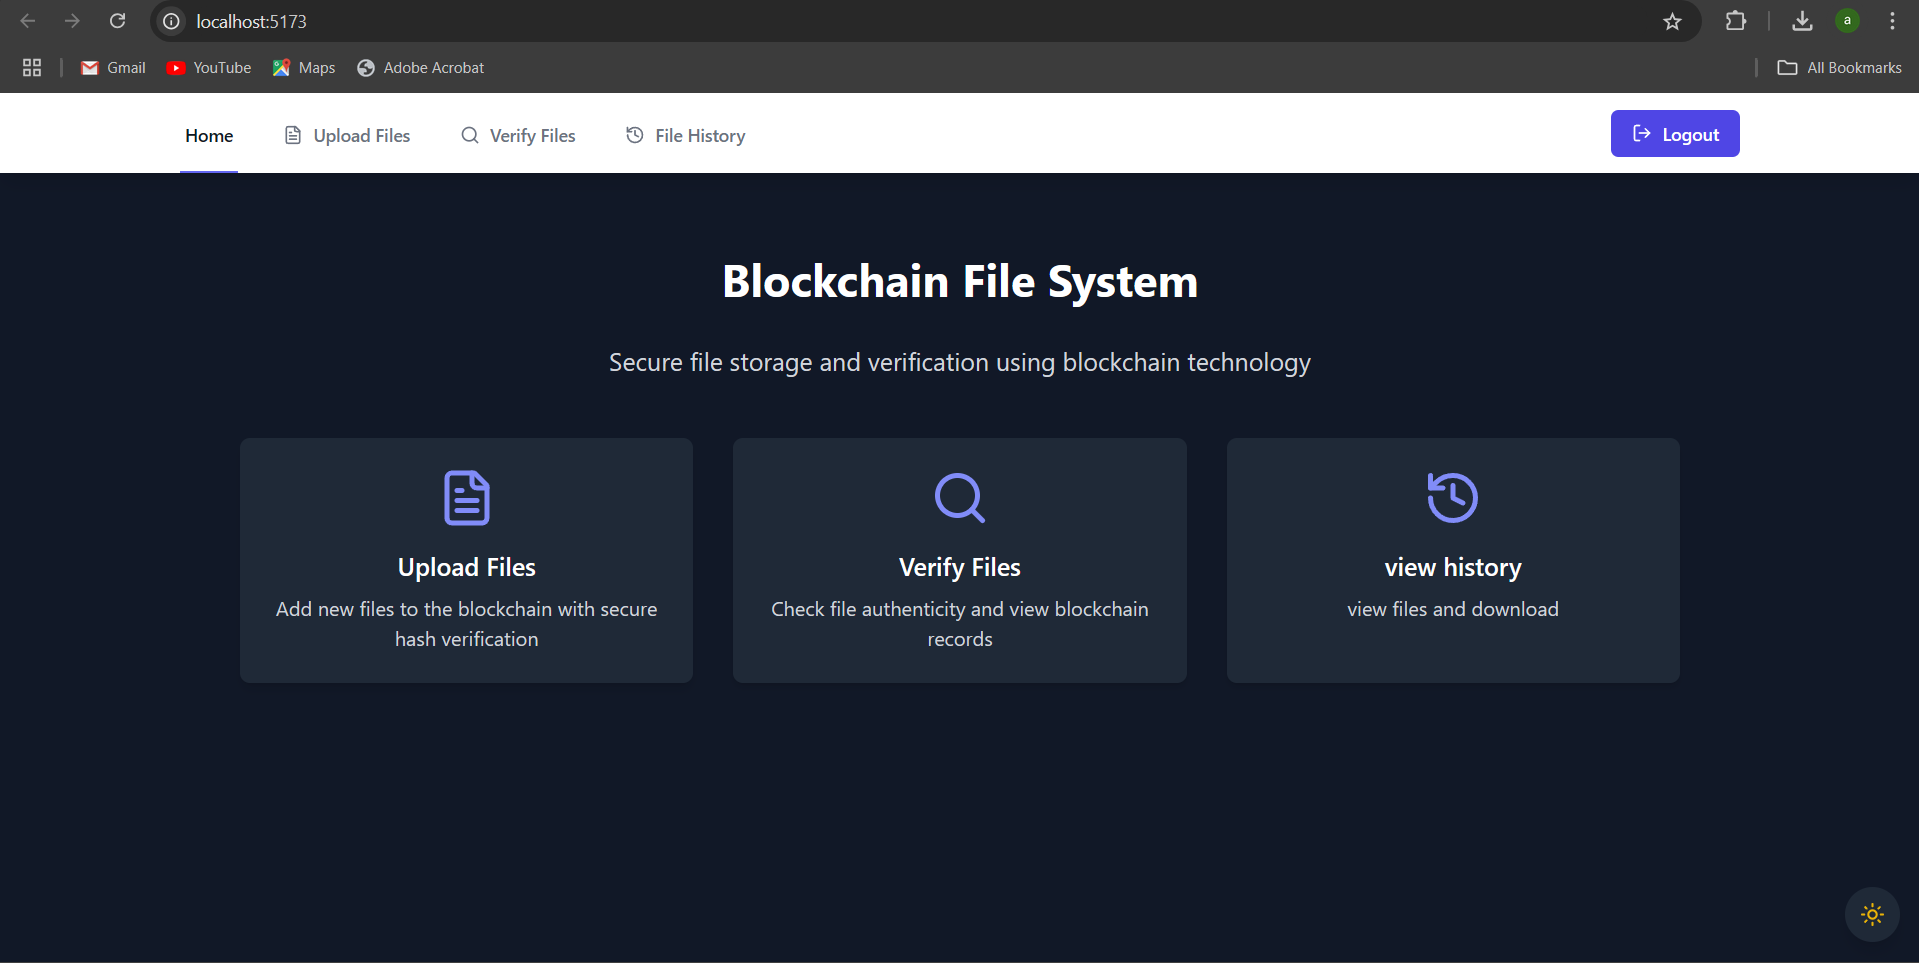 localhost:5173
a
Gmail YouTube Maps Adobe Acrobat All Bookmarks
Home Upload Files Verify Files File History Logout
Blockchain File System
Secure file storage and verification using blockchain technology
Upload Files
Add new files to the blockchain with secure
hash verification
Verify Files
Check file authenticity and view blockchain
records
view history
view files and download